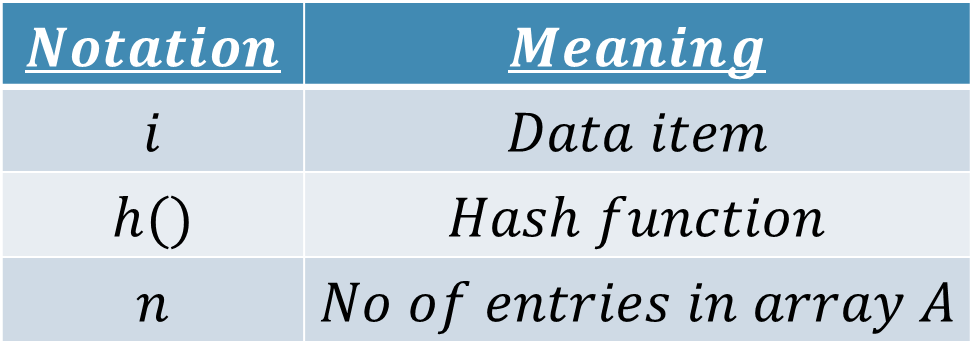 Notation Meaning
i Data item
h() Hash function
n No of entries in array A